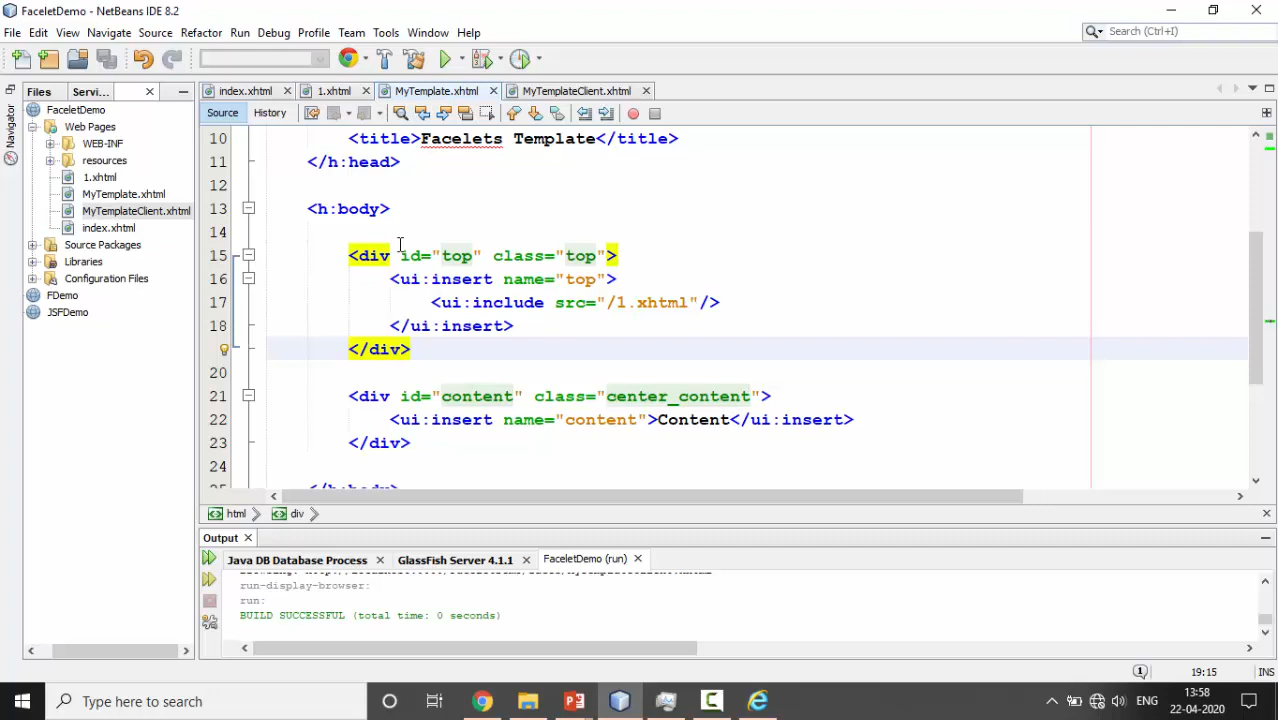 FaceletDemo - NetBeans IDE 8.2
File Edit View Navigate Source Refactor Run Debug Profile Team Tools Window Help
Search (Ctrl+I)
Files Servi...
index.xhtml 1.xhtml MyTemplate.xhtml MyTemplateClient.xhtml
Navigator
Source History
FaceletDemo
Web Pages
WEB-INF
resources
1.xhtml
MyTemplate.xhtml
MyTemplateClient.xhtml
index.xhtml
Source Packages
Libraries
Configuration Files
FDemo
JSFDemo
10 <title>Facelets Template</title>
11 </h:head>
12
13 <h:body>
14
15 <div id="top" class="top">
16 <ui:insert name="top">
17 <ui:include src="/1.xhtml"/>
18 </ui:insert>
</div>
20
21 <div id="content" class="center_content">
22 <ui:insert name="content">Content</ui:insert>
23 </div>
24
25 </h:body>
html div
Output
Java DB Database Process GlassFish Server 4.1.1 FaceletDemo (run)
run-display-browser:
run:
BUILD SUCCESSFUL (total time: 0 seconds)
1 19:15 INS
Type here to search
ENG
13:58
22-04-2020